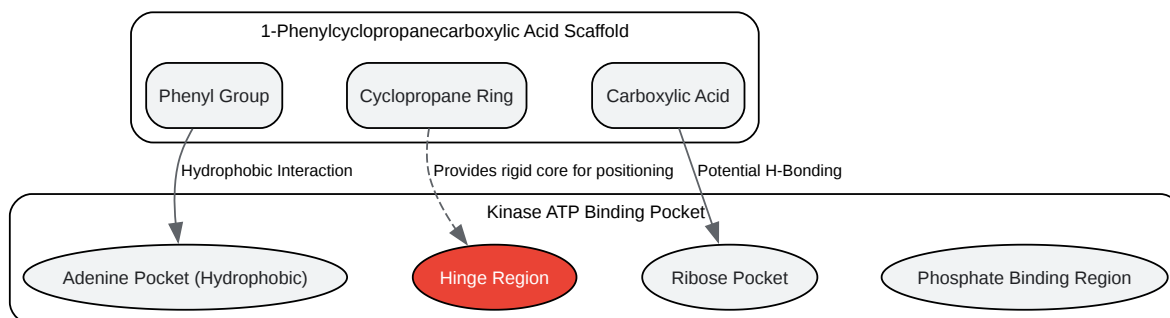 1-Phenylcyclopropanecarboxylic Acid Scaffold
Phenyl Group
Cyclopropane Ring
Carboxylic Acid
Hydrophobic Interaction
Provides rigid core for positioning
Potential H-Bonding
Kinase ATP Binding Pocket
Adenine Pocket (Hydrophobic)
Hinge Region
Ribose Pocket
Phosphate Binding Region